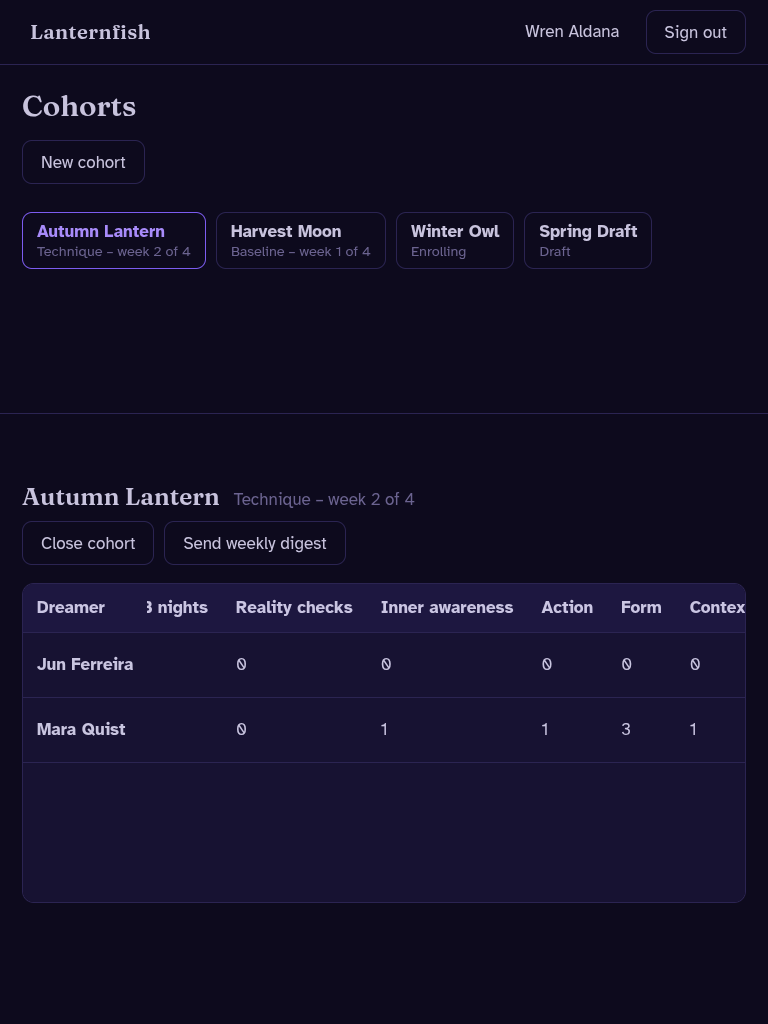 Lanternfish
Wren Aldana
Sign out
Cohorts
New cohort
Autumn Lantern
Technique – week 2 of 4
Harvest Moon
Baseline – week 1 of 4
Winter Owl
Enrolling
Spring Draft
Draft
Autumn Lantern Technique – week 2 of 4
Close cohort
Send weekly digest
Dreamer nights Reality checks Inner awareness Action Form Contex
Jun Ferreira 0 0 0 0 0
Mara Quist 0 1 1 3 1